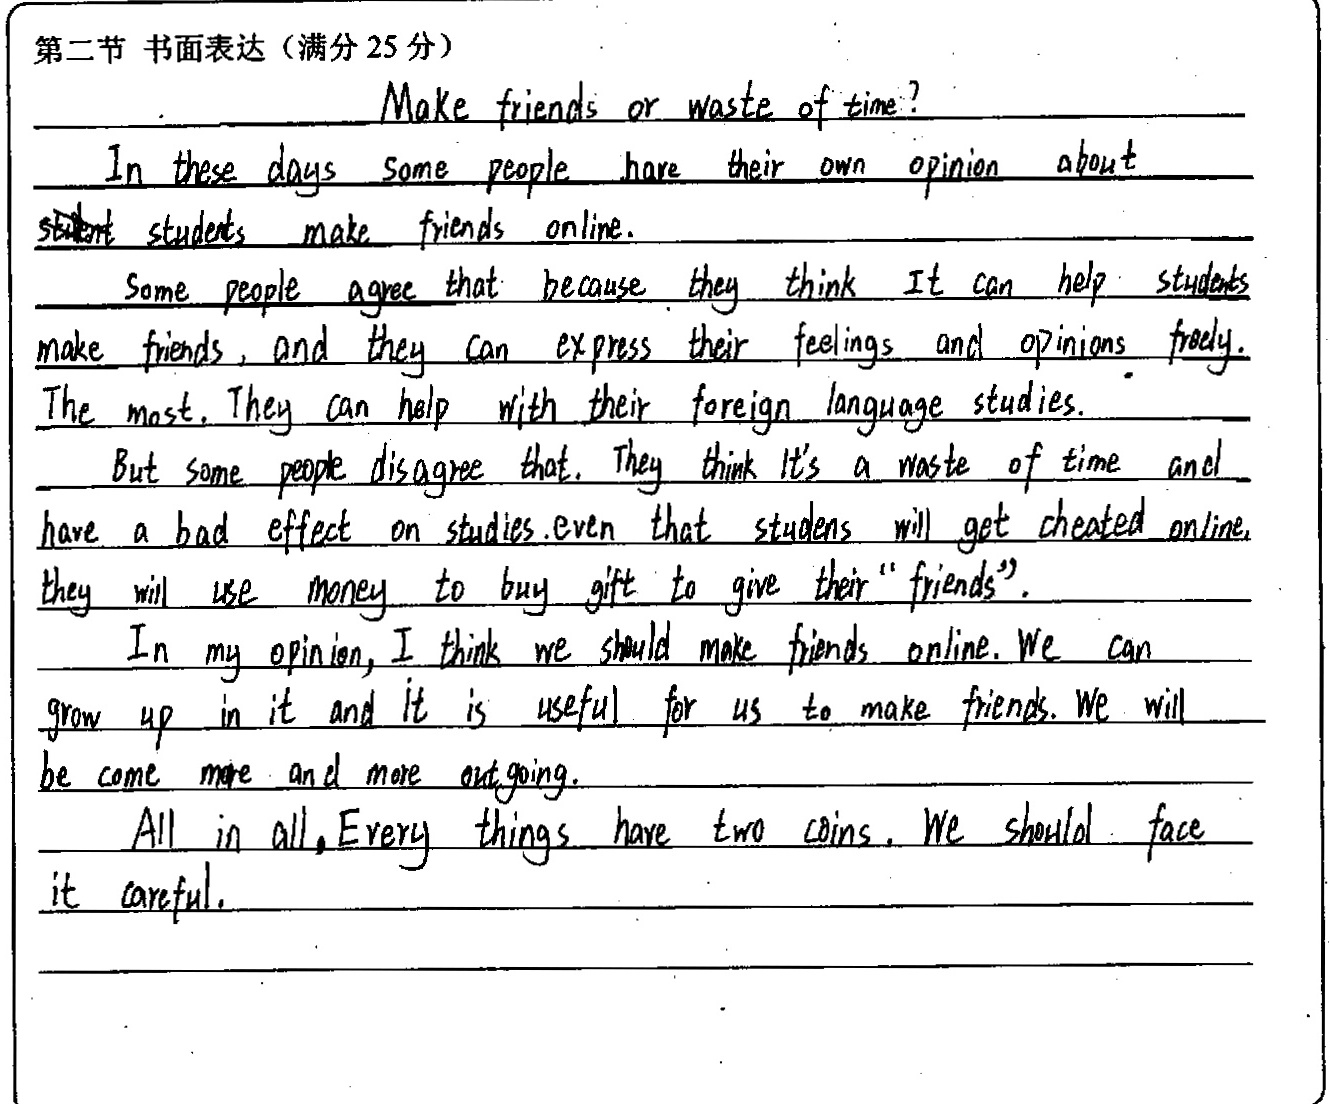 第二节 书面表达（满分 25 分）
Make friends or waste of time?
In these days some people have their own opinion about
students make friends online.
Some people agree that because they think It can help students
make friends, and they can express their feelings and opinions freely.
The most. They can help with their foreign language studies.
But some people disagree that. They think It's a waste of time and
have a bad effect on studies. even that studens will get cheated online,
they will use money to buy gift to give their "friends".
In my opinion, I think we should make friends online. We can
grow up in it and it is useful for us to make friends. We will
be come more and more outgoing.
All in all, Every things have two coins. We should face
it careful.